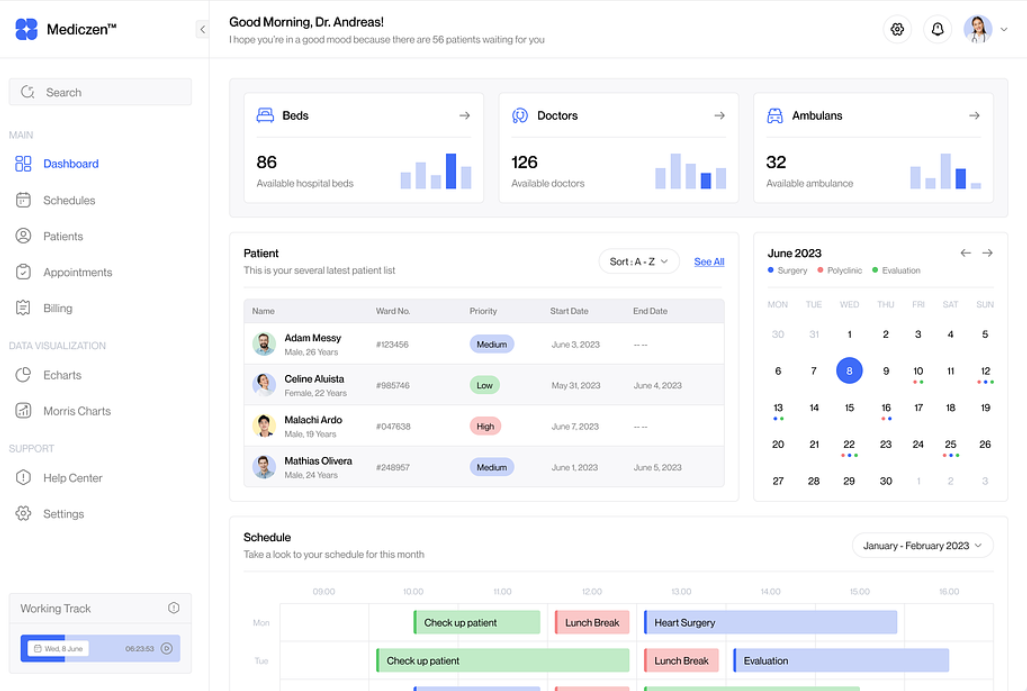 Mediczen™
Search
MAIN
Dashboard
Schedules
Patients
Appointments
Billing
DATA VISUALIZATION
Echarts
Morris Charts
SUPPORT
Help Center
Settings
Working Track
Wed, 8 June
06:23:53
Good Morning, Dr. Andreas!
I hope you're in a good mood because there are 56 patients waiting for you
Beds
86
Available hospital beds
Doctors
126
Available doctors
Ambulans
32
Available ambulance
Patient
This is your several latest patient list
Sort : A - Z
See All
Name Ward No. Priority Start Date End Date
Adam Messy
Male, 26 Years
#123456 Medium June 3, 2023 -- --
Celine Aluista
Female, 22 Years
#985746 Low May 31, 2023 June 4, 2023
Malachi Ardo
Male, 19 Years
#047638 High June 7, 2023 -- --
Mathias Olivera
Male, 24 Years
#248957 Medium June 1, 2023 June 5, 2023
June 2023
Surgery Polyclinic Evaluation
MON TUE WED THU FRI SAT SUN
30 31 1 2 3 4 5
6 7 8 9 10 11 12
13 14 15 16 17 18 19
20 21 22 23 24 25 26
27 28 29 30 1 2 3
Schedule
Take a look to your schedule for this month
January - February 2023
09:00 10:00 11:00 12:00 13:00 14:00 15:00 16:00
Mon Check up patient Lunch Break Heart Surgery
Tue Check up patient Lunch Break Evaluation